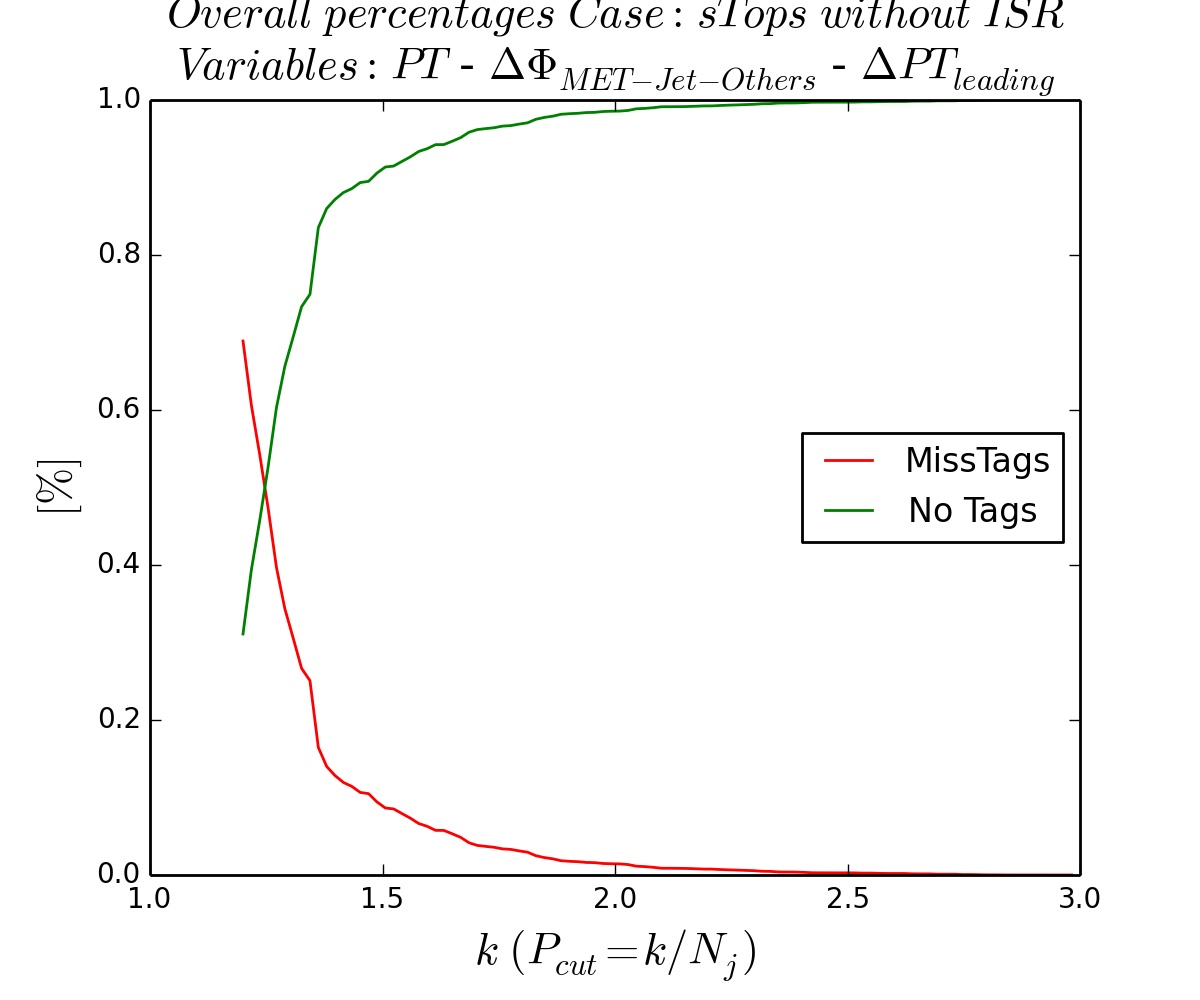 Overall percentages Case: sTops without ISR
Variables: PT - ΔΦ_{MET-Jet-Others} - ΔPT_{leading}
1.0
0.8
0.6
0.4
0.2
0.0
[%]
MissTags
No Tags
1.0 1.5 2.0 2.5 3.0
k (P_{cut}=k/N_j)